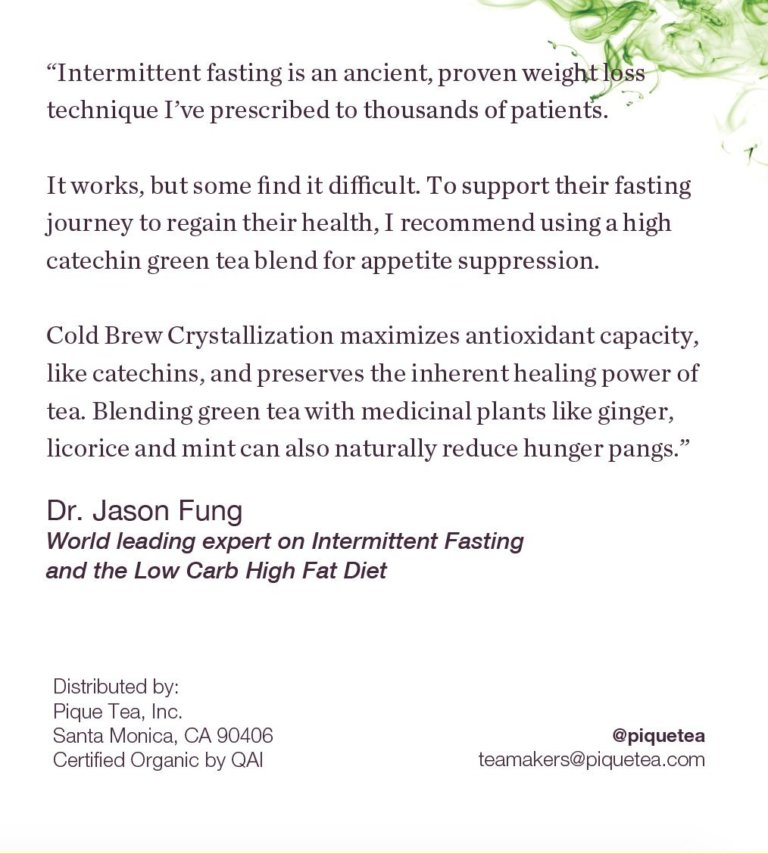 “Intermittent fasting is an ancient, proven weight loss
technique I’ve prescribed to thousands of patients.
It works, but some find it difficult. To support their fasting
journey to regain their health, I recommend using a high
catechin green tea blend for appetite suppression.
Cold Brew Crystallization maximizes antioxidant capacity,
like catechins, and preserves the inherent healing power of
tea. Blending green tea with medicinal plants like ginger,
licorice and mint can also naturally reduce hunger pangs.”
Dr. Jason Fung
World leading expert on Intermittent Fasting
and the Low Carb High Fat Diet
Distributed by:
Pique Tea, Inc.
Santa Monica, CA 90406
Certified Organic by QAI
@piquetea
teamakers@piquetea.com